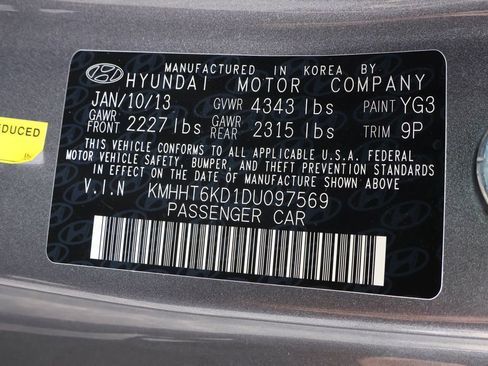 MANUFACTURED IN KOREA BY
HYUNDAI MOTOR COMPANY
JAN/10/13 GVWR 4343 lbs PAINT YG3
GAWR FRONT 2227 lbs GAWR REAR 2315 lbs TRIM 9P
THIS VEHICLE CONFORMS TO ALL APPLICABLE U.S.A. FEDERAL
MOTOR VEHICLE SAFETY, BUMPER, AND THEFT PREVENTION STANDARDS
IN EFFECT ON THE DATE OF MANUFACTURE SHOWN ABOVE.
V.I.N KMHHT6KD1DU097569
PASSENGER CAR